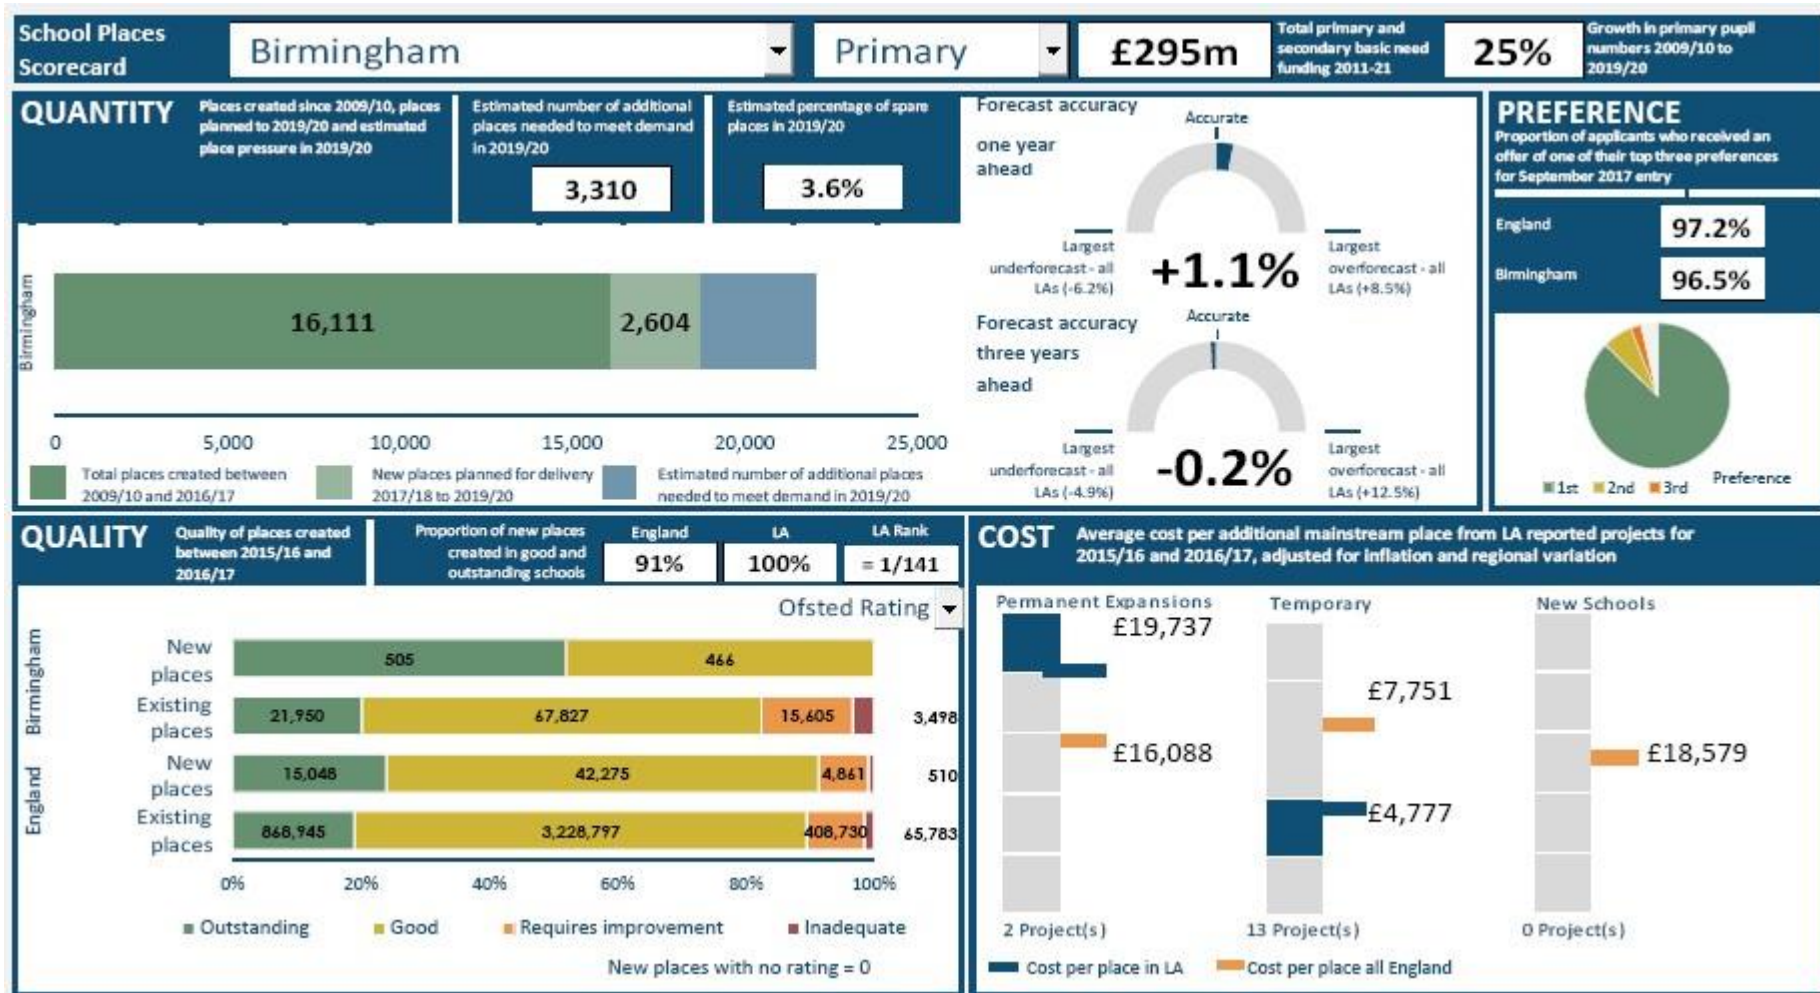 School Places
Scorecard
Birmingham
Primary
£295m
Total primary and
secondary basic need
funding 2011-21
25%
Growth in primary pupil
numbers 2009/10 to
2019/20
QUANTITY
Places created since 2009/10, places
planned to 2019/20 and estimated
place pressure in 2019/20
Estimated number of additional
places needed to meet demand
in 2019/20
3,310
Estimated percentage of spare
places in 2019/20
3.6%
Birmingham
16,111
2,604
0
5,000
10,000
15,000
20,000
25,000
Total places created between
2009/10 and 2016/17
New places planned for delivery
2017/18 to 2019/20
Estimated number of additional places
needed to meet demand in 2019/20
Forecast accuracy
one year
ahead
Accurate
Largest
underforecast - all
LAs (-6.2%)
+1.1%
Largest
overforecast - all
LAs (+8.5%)
Forecast accuracy
three years
ahead
Accurate
Largest
underforecast - all
LAs (-4.9%)
-0.2%
Largest
overforecast - all
LAs (+12.5%)
PREFERENCE
Proportion of applicants who received an
offer of one of their top three preferences
for September 2017 entry
England
97.2%
Birmingham
96.5%
1st 2nd 3rd
Preference
QUALITY
Quality of places created
between 2015/16 and
2016/17
Proportion of new places
created in good and
outstanding schools
England
91%
LA
100%
LA Rank
= 1/141
Ofsted Rating
Birmingham
New
places
505
466
Existing
places
21,950
67,827
15,605
3,498
England
New
places
15,048
42,275
4,861
510
Existing
places
868,945
3,228,797
408,730
65,783
0%
20%
40%
60%
80%
100%
Outstanding
Good
Requires improvement
Inadequate
New places with no rating = 0
COST
Average cost per additional mainstream place from LA reported projects for
2015/16 and 2016/17, adjusted for inflation and regional variation
Permanent Expansions
£19,737
£16,088
2 Project(s)
Temporary
£7,751
£4,777
13 Project(s)
New Schools
£18,579
0 Project(s)
Cost per place in LA
Cost per place all England